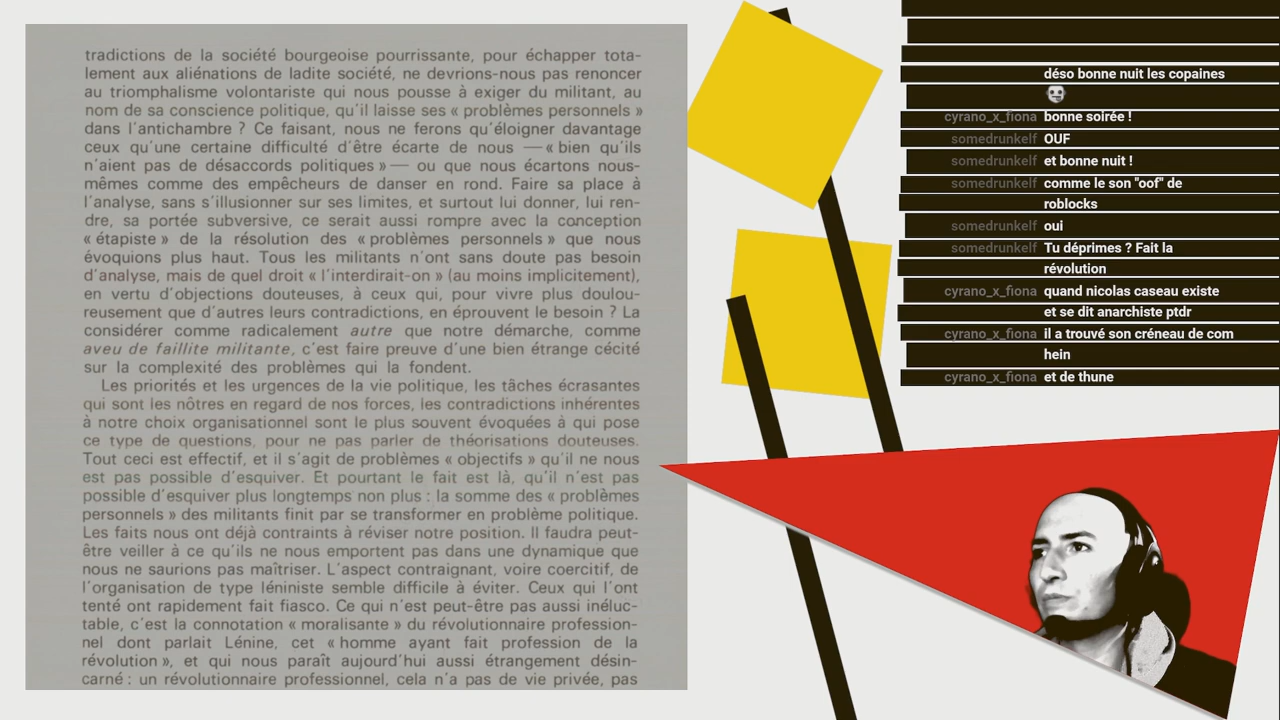 tradictions de la société bourgeoise pourrissante, pour échapper tota-
lement aux aliénations de ladite société, ne devrions-nous pas renoncer
au triomphalisme volontariste qui nous pousse à exiger du militant, au
nom de sa conscience politique, qu'il laisse ses « problèmes personnels »
dans l'antichambre ? Ce faisant, nous ne ferons qu'éloigner davantage
ceux qu'une certaine souffrance d'être écarte de nous — « bien qu'ils
n'aient pas de désaccords politiques » — ou que nous écartons nous-
mêmes comme des empêcheurs de danser en rond. Faire sa place à
l'analyse, sans s'illusionner sur ses limites, et surtout lui donner, lui ren-
dre, sa portée subversive, ce serait aussi rompre avec la conception
« étapiste » de la résolution des « problèmes personnels » que nous
évoquions plus haut. Tous les militants n'ont sans doute pas besoin
d'analyse, mais de quel droit « l'interdirait-on » (au moins implicitement),
en vertu d'objections douteuses, à ceux qui, pour vivre plus doulou-
reusement que d'autres leurs contradictions, en éprouvent le besoin ? La
considérer comme radicalement autre que notre démarche, comme
aveu de faillite militante, c'est faire preuve d'une bien étrange cécité
sur la complexité des problèmes qui la fondent.
Les priorités et les urgences de la lutte politique, les tâches écrasantes
qui sont les nôtres en regard de nos forces, les contradictions inhérentes
à notre choix organisationnel sont le plus souvent évoquées à qui pose
ce type de questions, pour ne pas parler de théorisations douteuses.
Tout ceci est effectif, et il s'agit de problèmes « objectifs » qu'il ne nous
est pas possible d'esquiver. Et pourtant le fait est là, qu'il n'est pas
possible d'esquiver plus longtemps non plus : la somme des « problèmes
personnels » des militants finit par se transformer en problème politique.
Les faits nous ont déjà contraints à réviser notre position. Il faudra peut-
être veiller à ce qu'ils ne nous emportent pas dans une dynamique que
nous ne saurions pas maîtriser. L'aspect contraignant, voire coercitif, de
l'organisation de type léniniste semble difficile à éviter. Ceux qui l'ont
tenté ont rapidement fait fiasco. Ce qui n'est peut-être pas aussi inéluc-
table, c'est la connotation « moralisante » du révolutionnaire profession-
nel dont parlait Lénine, cet « homme ayant fait profession de la
révolution », et qui nous paraît aujourd'hui aussi étrangement désin-
carné : un révolutionnaire professionnel, cela n'a pas de vie privée, pas
déso bonne nuit les copaines
cyrano_x_fiona bonne soirée !
somedrunkelf OUF
somedrunkelf et bonne nuit !
somedrunkelf comme le son "oof" de
roblocks
somedrunkelf oui
somedrunkelf Tu déprimes ? Fait la
révolution
cyrano_x_fiona quand nicolas caseau existe
et se dit anarchiste ptdr
cyrano_x_fiona il a trouvé son créneau de com
hein
cyrano_x_fiona et de thune